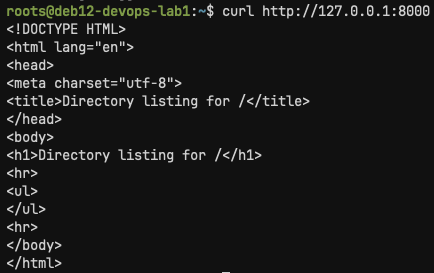 roots@deb12-devops-lab1:~$ curl http://127.0.0.1:8000
<!DOCTYPE HTML>
<html lang="en">
<head>
<meta charset="utf-8">
<title>Directory listing for /</title>
</head>
<body>
<h1>Directory listing for /</h1>
<hr>
<ul>
</ul>
<hr>
</body>
</html>